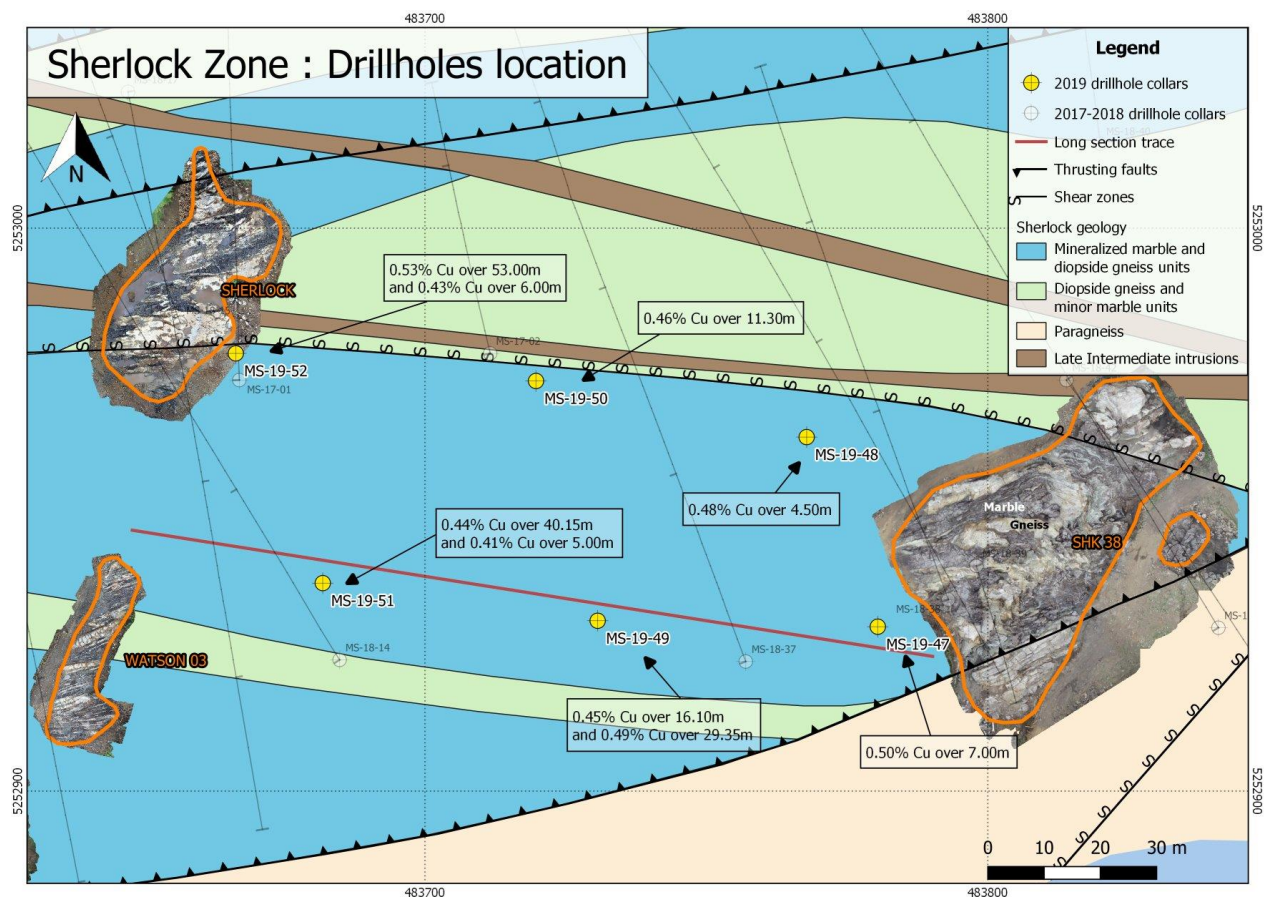 483700
483800
Sherlock Zone : Drillholes location
N
Legend
2019 drillhole collars
2017-2018 drillhole collars
Long section trace
Thrusting faults
Shear zones
Sherlock geology
Mineralized marble and
diopside gneiss units
Diopside gneiss and
minor marble units
Paragneiss
Late Intermediate intrusions
5253000
5253000
0.53% Cu over 53.00m
and 0.43% Cu over 6.00m
SHERLOCK
0.46% Cu over 11.30m
MS-17-02
MS-19-52
MS-17-01
MS-19-50
MS-19-48
0.48% Cu over 4.50m
0.44% Cu over 40.15m
and 0.41% Cu over 5.00m
Marble
Gneiss
SHK 38
MS-19-51
MS-19-49
MS-19-47
MS-18-14
MS-18-37
WATSON 03
0.45% Cu over 16.10m
and 0.49% Cu over 29.35m
0.50% Cu over 7.00m
5252900
5252900
0 10 20 30 m
483700
483800